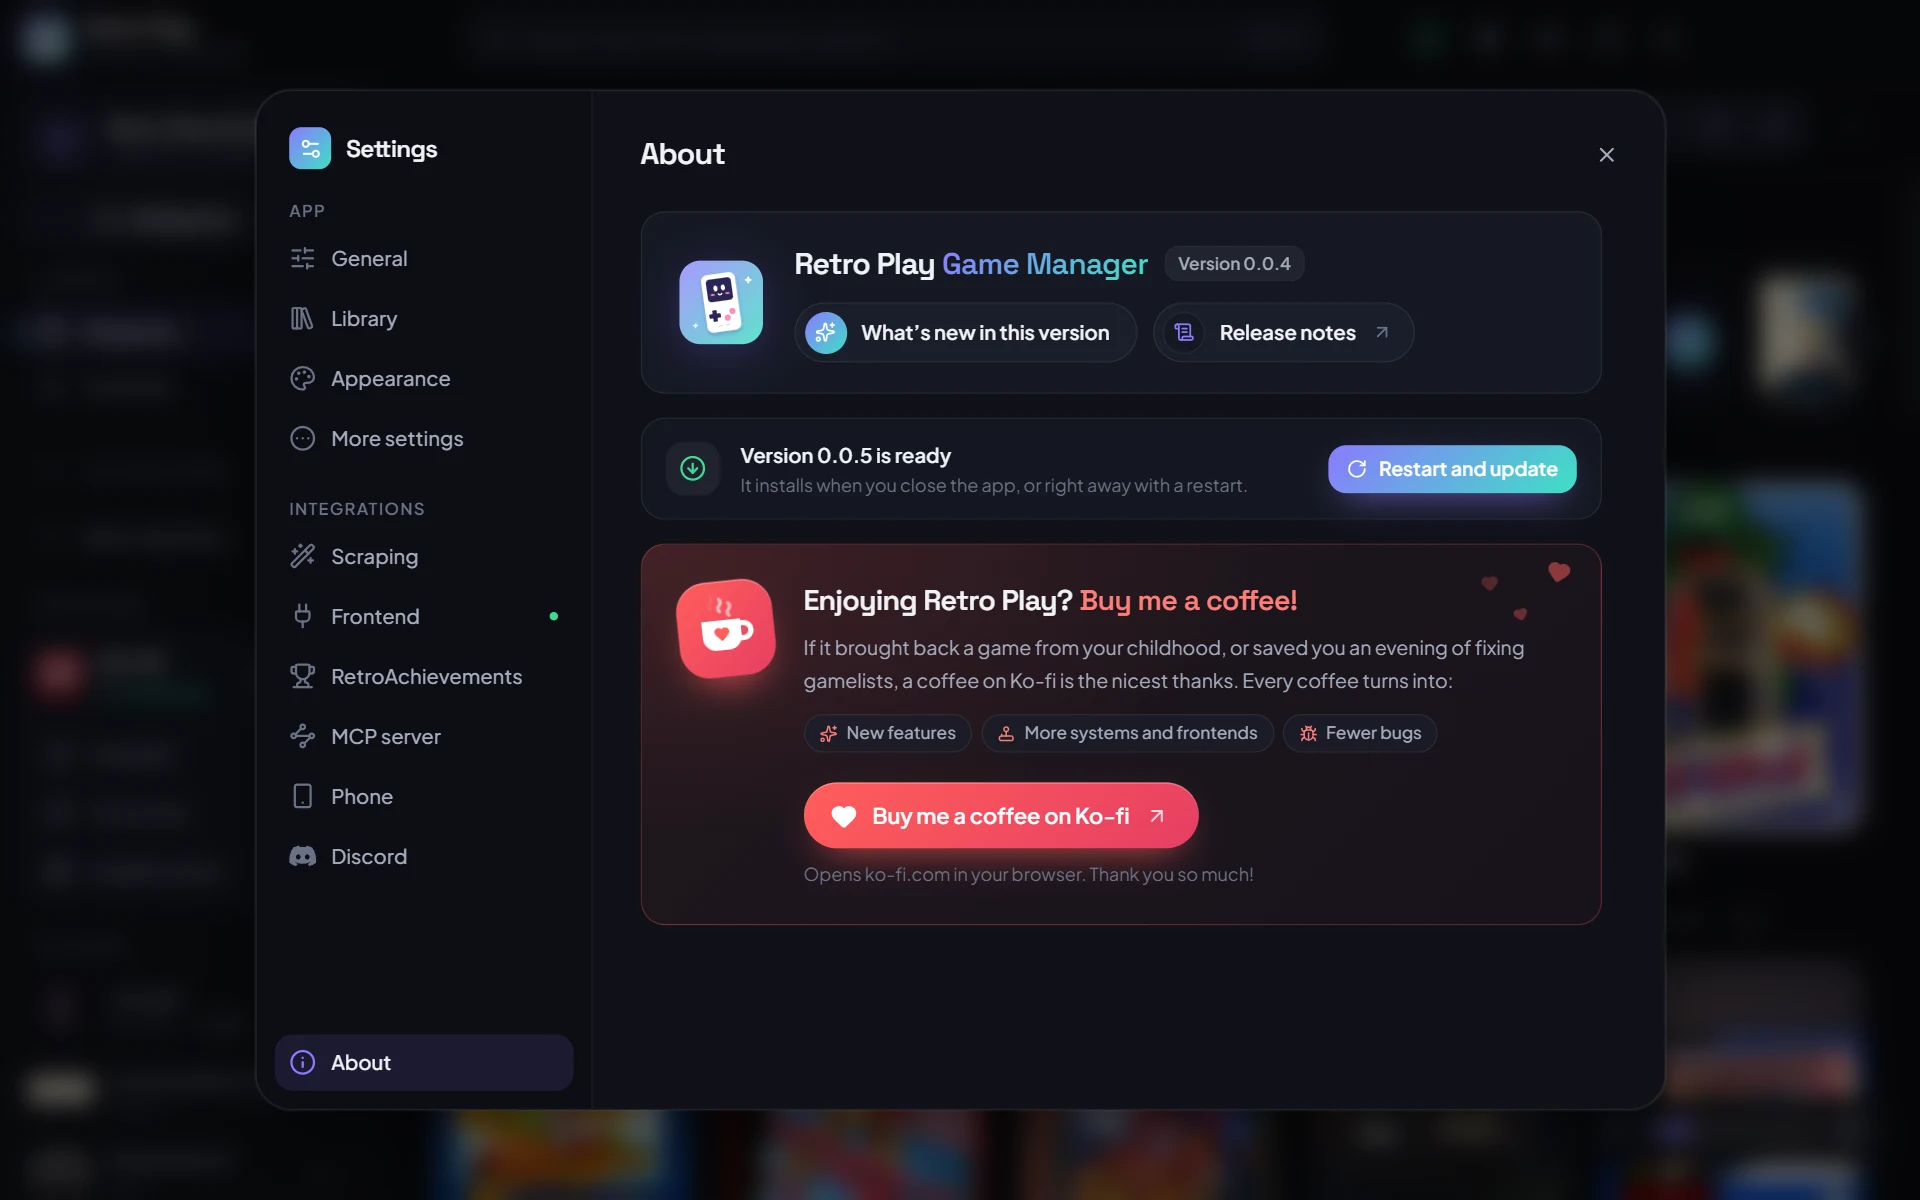 Settings
APP
General
Library
Appearance
More settings
INTEGRATIONS
Scraping
Frontend
RetroAchievements
MCP server
Phone
Discord
About
About
Retro Play Game Manager
Version 0.0.4
What's new in this version
Release notes
Version 0.0.5 is ready
It installs when you close the app, or right away with a restart.
Restart and update
Enjoying Retro Play? Buy me a coffee!
If it brought back a game from your childhood, or saved you an evening of fixing
gamelists, a coffee on Ko-fi is the nicest thanks. Every coffee turns into:
New features
More systems and frontends
Fewer bugs
Buy me a coffee on Ko-fi
Opens ko-fi.com in your browser. Thank you so much!